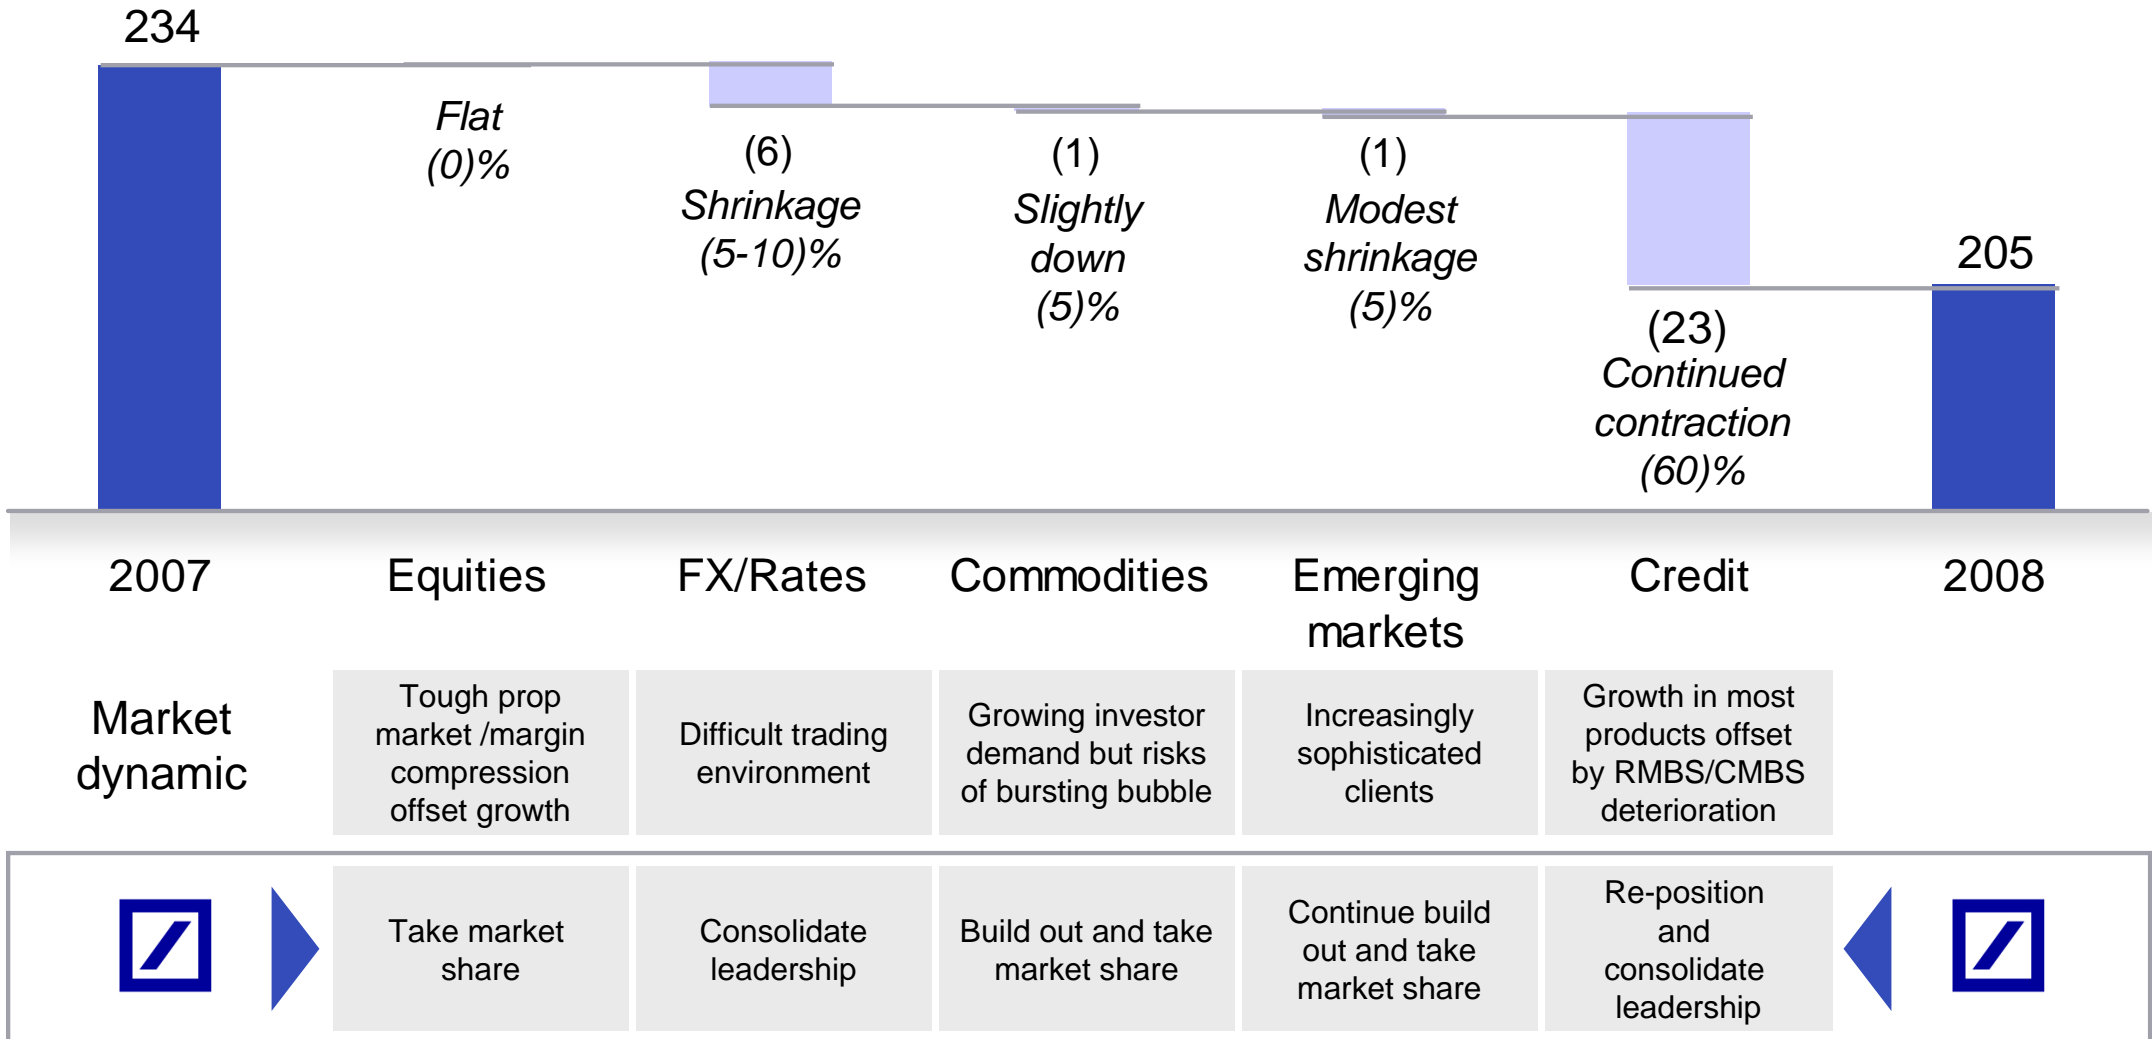 234
Flat
(0)%
(6)
Shrinkage
(5-10)%
(1)
Slightly
down
(5)%
(1)
Modest
shrinkage
(5)%
(23)
Continued
contraction
(60)%
205
2007
Equities
FX/Rates
Commodities
Emerging
markets
Credit
2008
Market
dynamic
Tough prop
market /margin
compression
offset growth
Difficult trading
environment
Growing investor
demand but risks
of bursting bubble
Increasingly
sophisticated
clients
Growth in most
products offset
by RMBS/CMBS
deterioration
Take market
share
Consolidate
leadership
Build out and take
market share
Continue build
out and take
market share
Re-position
and
consolidate
leadership